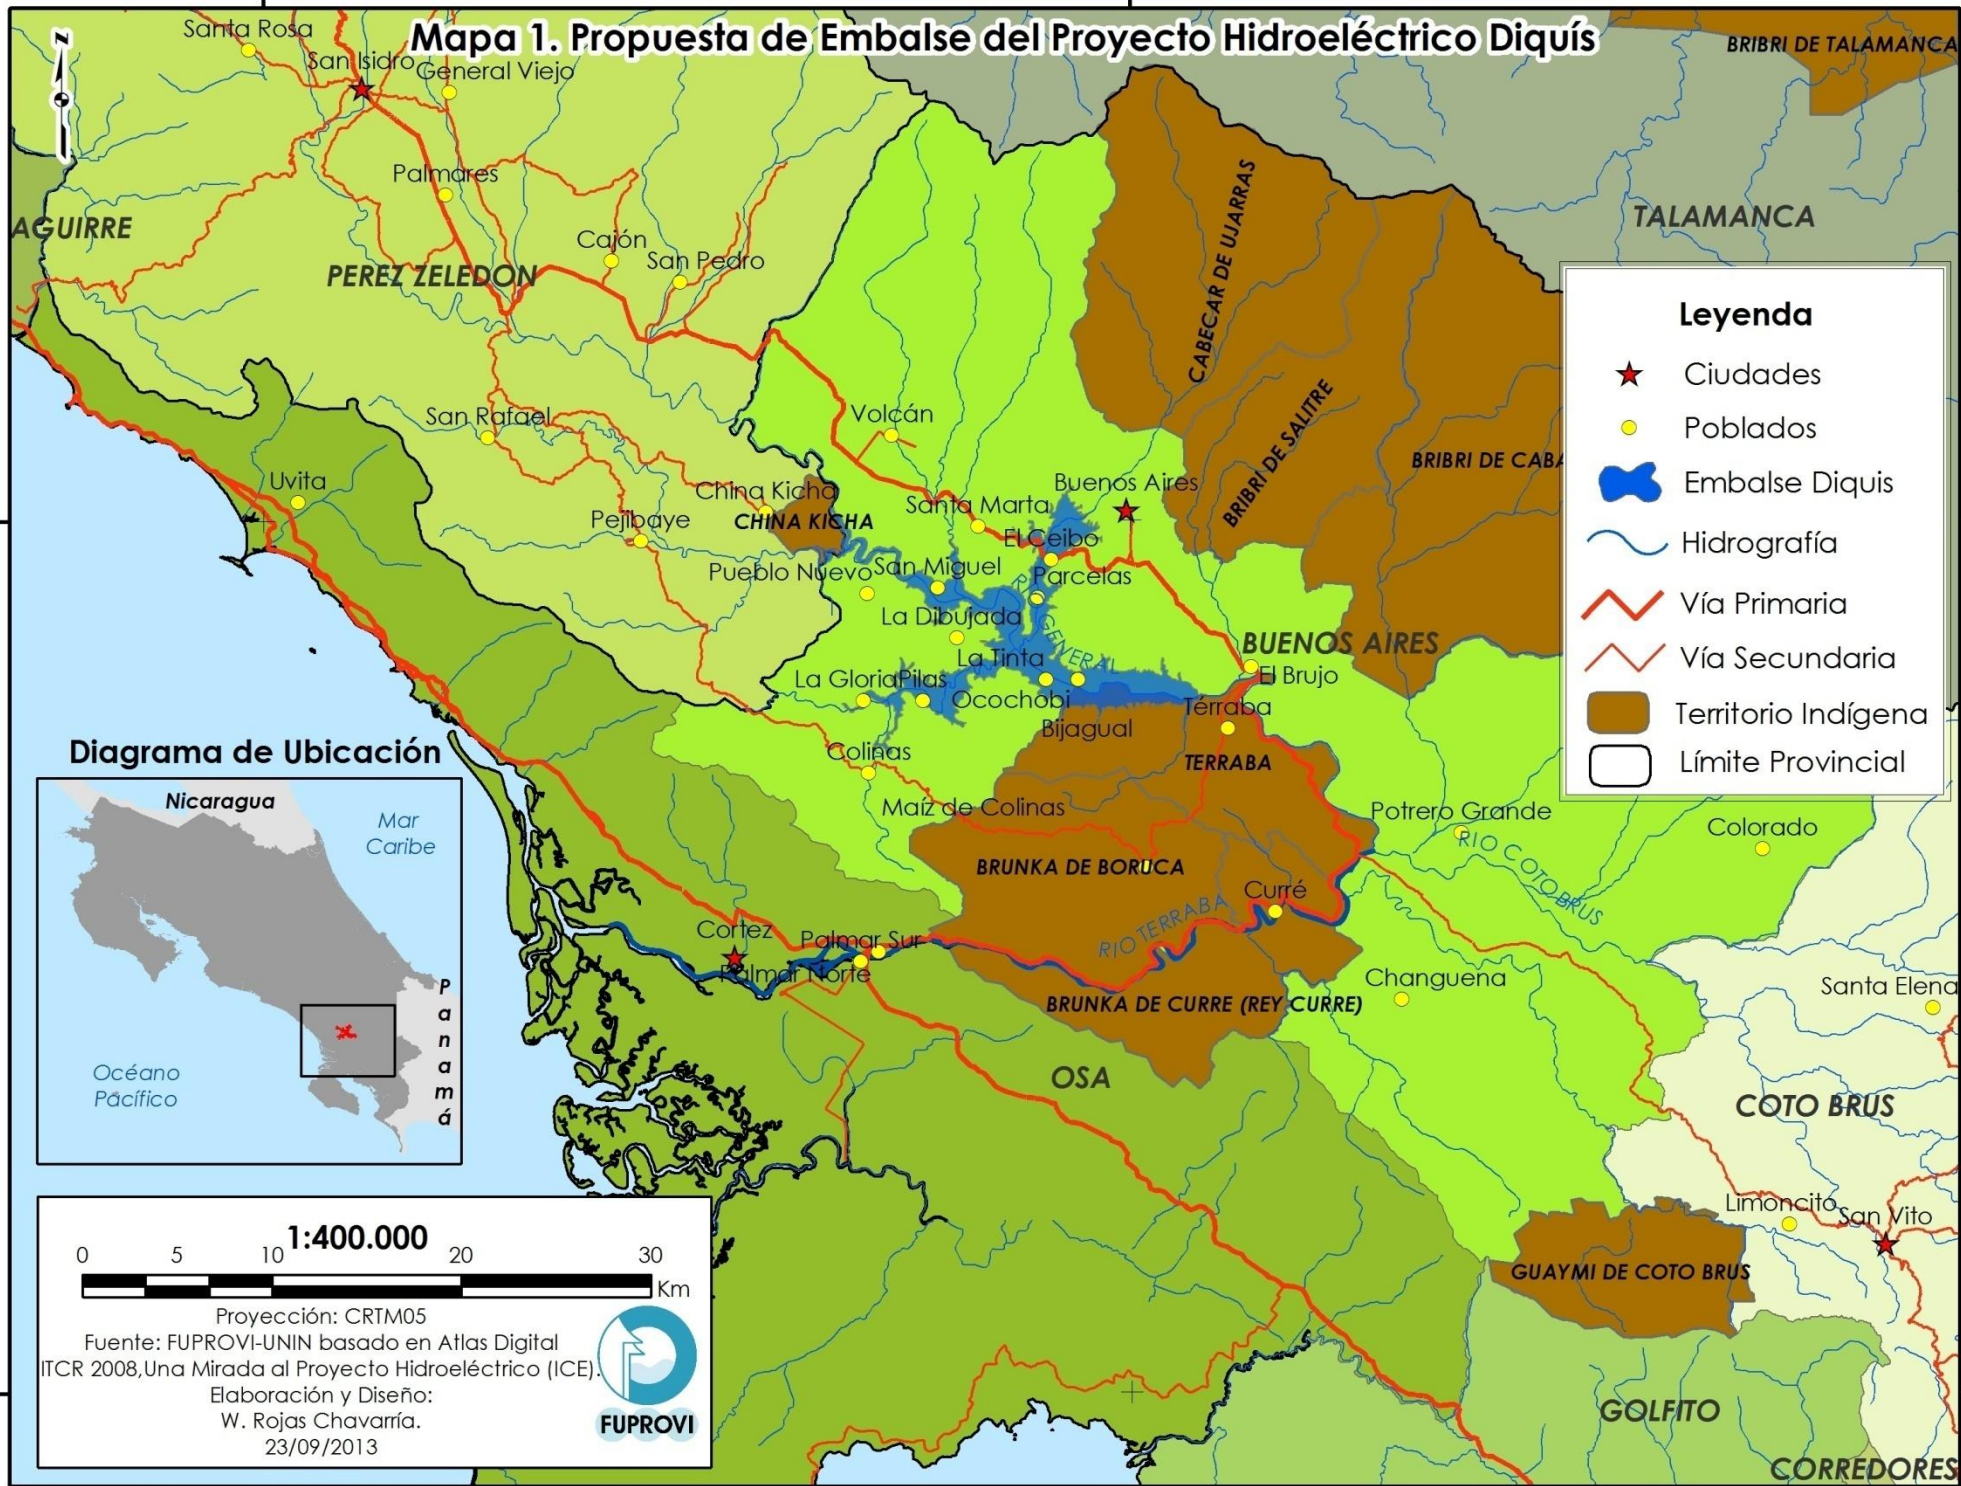 Mapa 1. Propuesta de Embalse del Proyecto Hidroeléctrico Diquís
N
Santa Rosa
San Isidro
General Viejo
BRIBRI DE TALAMANCA
Palmares
AGUIRRE
PEREZ ZELEDON
Cajón
San Pedro
CABECAR DE UJARRAS
TALAMANCA
Leyenda
Ciudades
Poblados
Embalse Diquis
Hidrografía
Vía Primaria
Vía Secundaria
Territorio Indígena
Límite Provincial
San Rafael
Volcán
BRIBRI DE SALITRE
BRIBRI DE CABA
Uvita
China Kicha
CHINA KICHA
Pejibaye
Santa Marta
Buenos Aires
El Ceibo
Pueblo Nuevo
San Miguel
Parcelas
La Dibujada
GENERAL
BUENOS AIRES
La Tinta
La Gloria
Pilas
Ocochobi
El Brujo
Bijagual
Térraba
TERRABA
Colinas
Maíz de Colinas
Potrero Grande
RIO COTO BRUS
Colorado
BRUNKA DE BORUCA
Curré
RIO TERRABA
Cortez
Palmar Sur
Palmar Norte
BRUNKA DE CURRE (REY CURRE)
Changuena
Santa Elena
OSA
COTO BRUS
Limoncito
San Vito
GUAYMI DE COTO BRUS
GOLFITO
CORREDORES
Diagrama de Ubicación
Nicaragua
Mar
Caribe
Panamá
Océano
Pacífico
1:400.000
0 5 10 20 30
Km
Proyección: CRTM05
Fuente: FUPROVI-UNIN basado en Atlas Digital
ITCR 2008,Una Mirada al Proyecto Hidroeléctrico (ICE).
Elaboración y Diseño:
W. Rojas Chavarría.
23/09/2013
FUPROVI